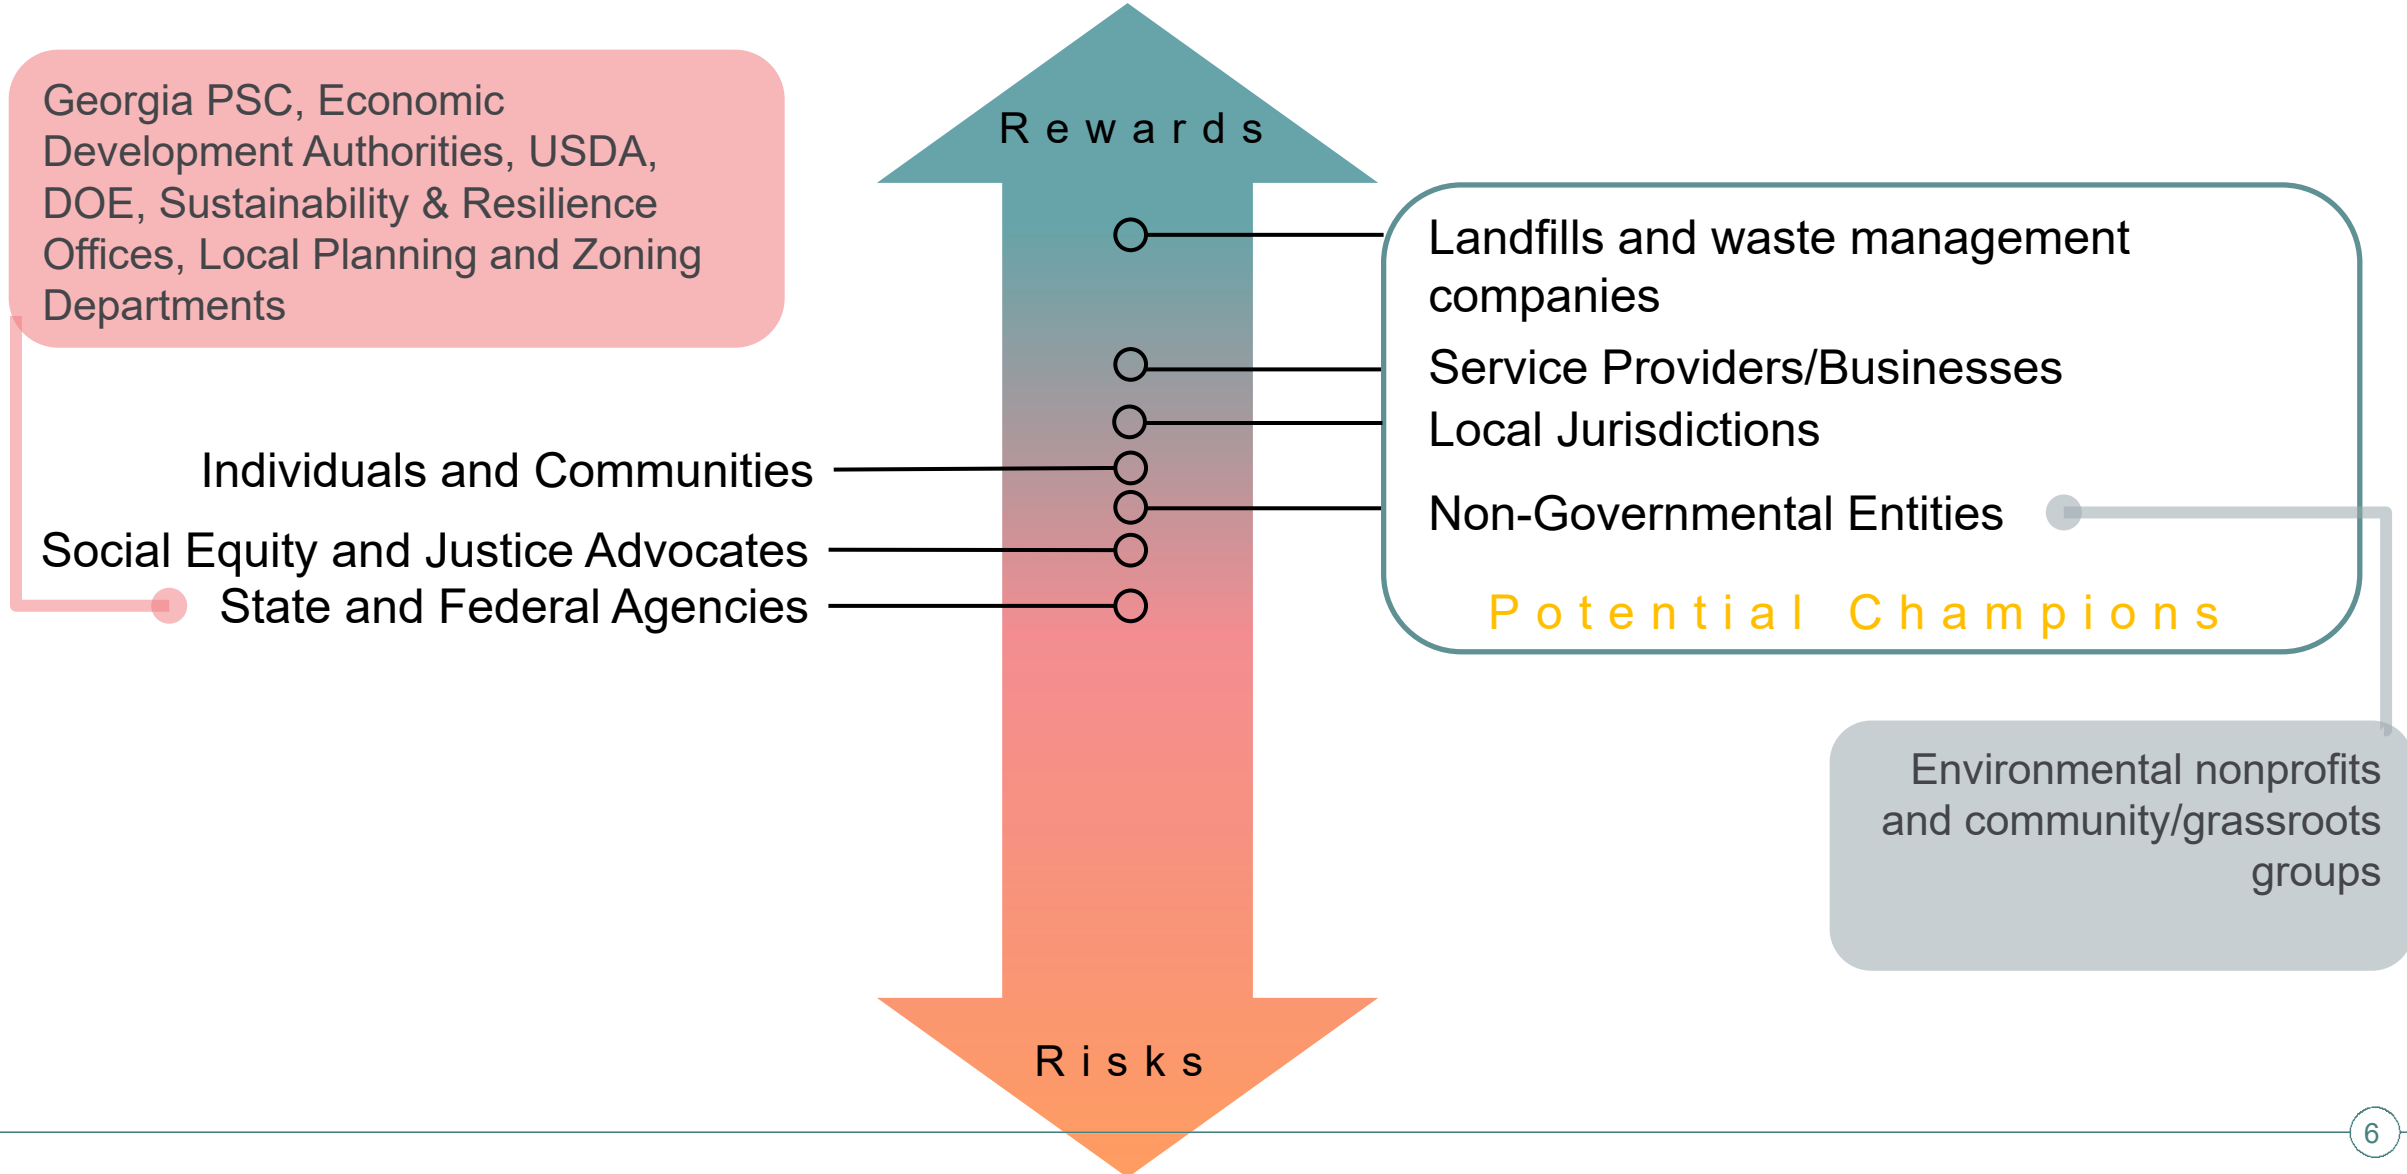 Georgia PSC, Economic
Development Authorities, USDA,
DOE, Sustainability & Resilience
Offices, Local Planning and Zoning
Departments
Individuals and Communities
Social Equity and Justice Advocates
State and Federal Agencies
Rewards
Risks
Landfills and waste management
companies
Service Providers/Businesses
Local Jurisdictions
Non-Governmental Entities
Potential Champions
Environmental nonprofits
and community/grassroots
groups
6